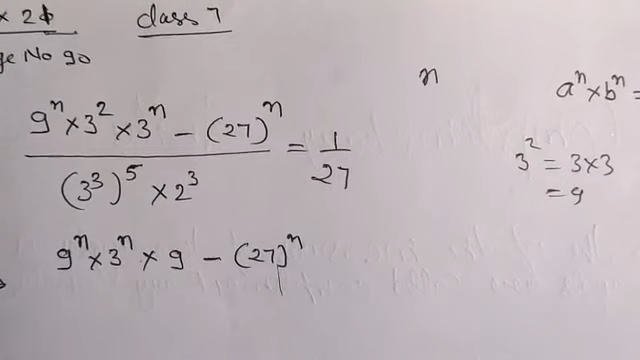 × 2φ class 7
ge No 90
n
aⁿ×bⁿ =
9ⁿ×3²×3ⁿ − (27)ⁿ / (3³)⁵ × 2³ = 1/27
3² = 3×3
= 9
9ⁿ×3ⁿ × 9 − (27)ⁿ